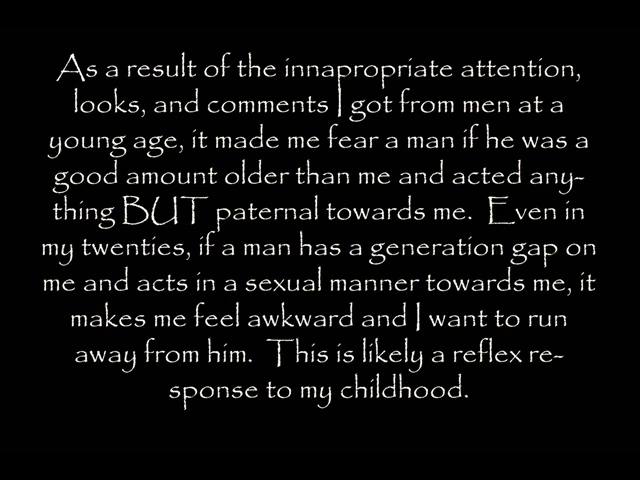 As a result of the innapropriate attention,
looks, and comments I got from men at a
young age, it made me fear a man if he was a
good amount older than me and acted any-
thing BUT paternal towards me.  Even in
my twenties, if a man has a generation gap on
me and acts in a sexual manner towards me, it
makes me feel awkward and I want to run
away from him.  This is likely a reflex re-
sponse to my childhood.